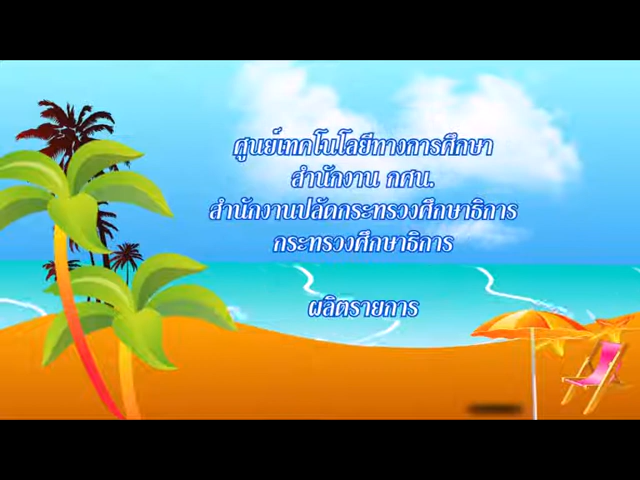 ศูนย์เทคโนโลยีทางการศึกษา
สำนักงาน กศน.
สำนักงานปลัดกระทรวงศึกษาธิการ
กระทรวงศึกษาธิการ
ผลิตรายการ